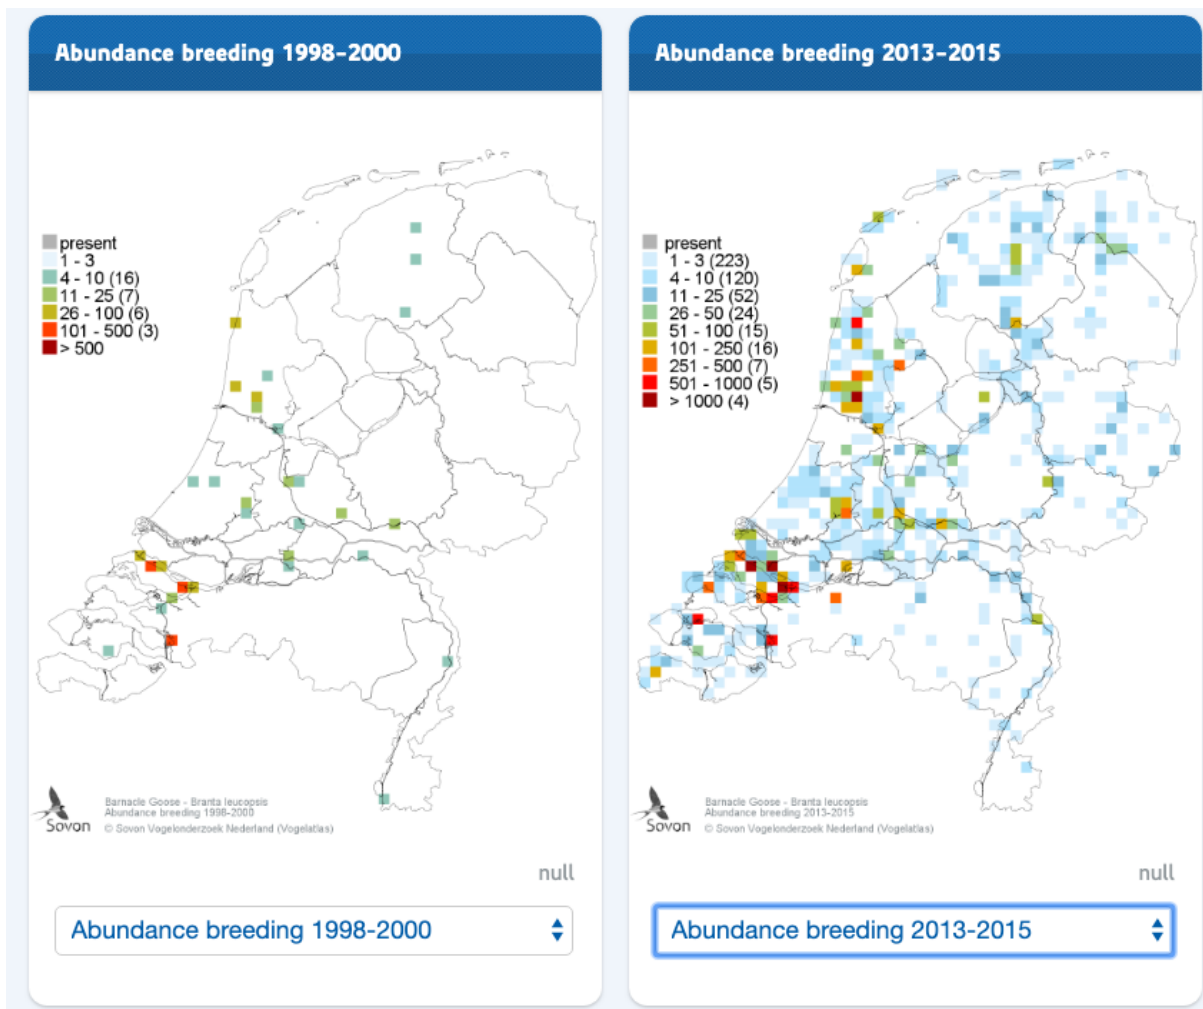 Abundance breeding 1998-2000
present
1 - 3
4 - 10 (16)
11 - 25 (7)
26 - 100 (6)
101 - 500 (3)
> 500
Sovon
Barnacle Goose - Branta leucopsis
Abundance breeding 1998-2000
© Sovon Vogelonderzoek Nederland (Vogelatlas)
null
Abundance breeding 1998-2000
Abundance breeding 2013-2015
present
1 - 3 (223)
4 - 10 (120)
11 - 25 (52)
26 - 50 (24)
51 - 100 (15)
101 - 250 (16)
251 - 500 (7)
501 - 1000 (5)
> 1000 (4)
Sovon
Barnacle Goose - Branta leucopsis
Abundance breeding 2013-2015
© Sovon Vogelonderzoek Nederland (Vogelatlas)
null
Abundance breeding 2013-2015